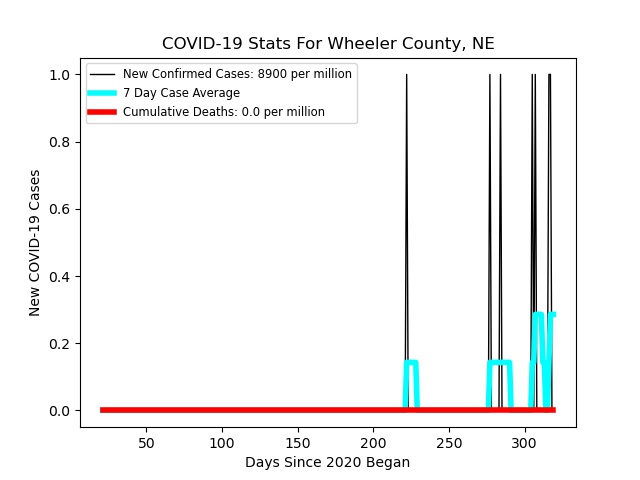 COVID-19 Stats For Wheeler County, NE
New Confirmed Cases: 8900 per million
7 Day Case Average
Cumulative Deaths: 0.0 per million
1.0
0.8
0.6
0.4
0.2
0.0
New COVID-19 Cases
50 100 150 200 250 300
Days Since 2020 Began